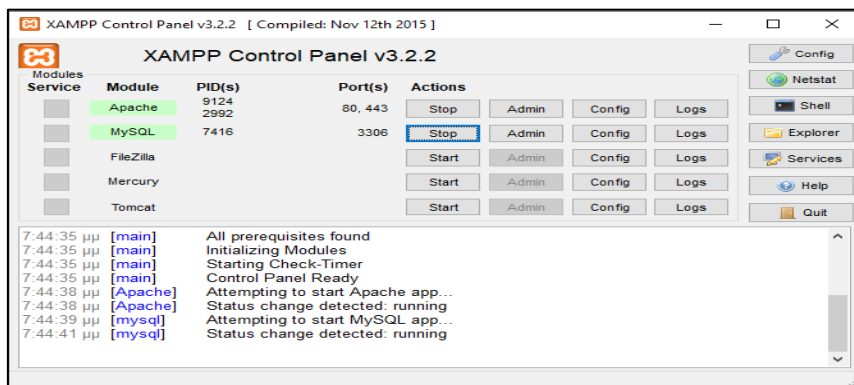 XAMPP Control Panel v3.2.2 [ Compiled: Nov 12th 2015 ]
XAMPP Control Panel v3.2.2
Config
Modules
Service Module PID(s) Port(s) Actions
Netstat
Apache 9124 2992 80, 443 Stop Admin Config Logs
Shell
MySQL 7416 3306 Stop Admin Config Logs
Explorer
FileZilla Start Admin Config Logs
Services
Mercury Start Admin Config Logs
Help
Tomcat Start Admin Config Logs
Quit
7:44:35 μμ [main] All prerequisites found
7:44:35 μμ [main] Initializing Modules
7:44:35 μμ [main] Starting Check-Timer
7:44:35 μμ [main] Control Panel Ready
7:44:38 μμ [Apache] Attempting to start Apache app...
7:44:38 μμ [Apache] Status change detected: running
7:44:39 μμ [mysql] Attempting to start MySQL app...
7:44:41 μμ [mysql] Status change detected: running